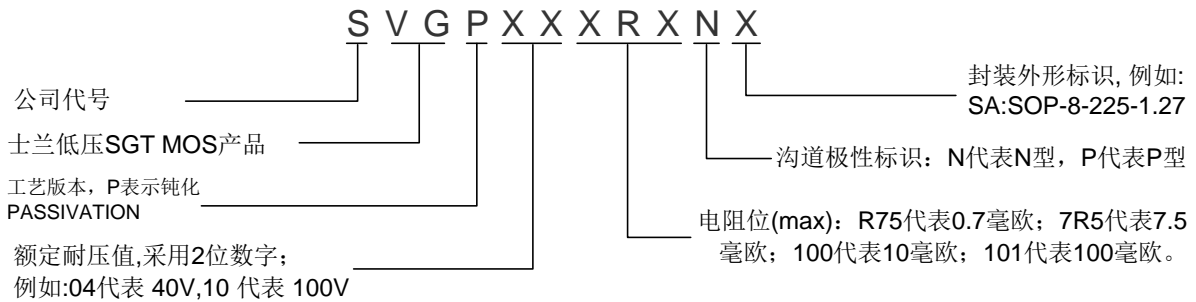 S V G P X X X R X N X
公司代号
士兰低压SGT MOS产品
工艺版本，P表示钝化
PASSIVATION
额定耐压值,采用2位数字；
例如:04代表 40V,10 代表 100V
封装外形标识, 例如:
SA:SOP-8-225-1.27
沟道极性标识：N代表N型，P代表P型
电阻位(max)：R75代表0.7毫欧；7R5代表7.5
毫欧；100代表10毫欧；101代表100毫欧。